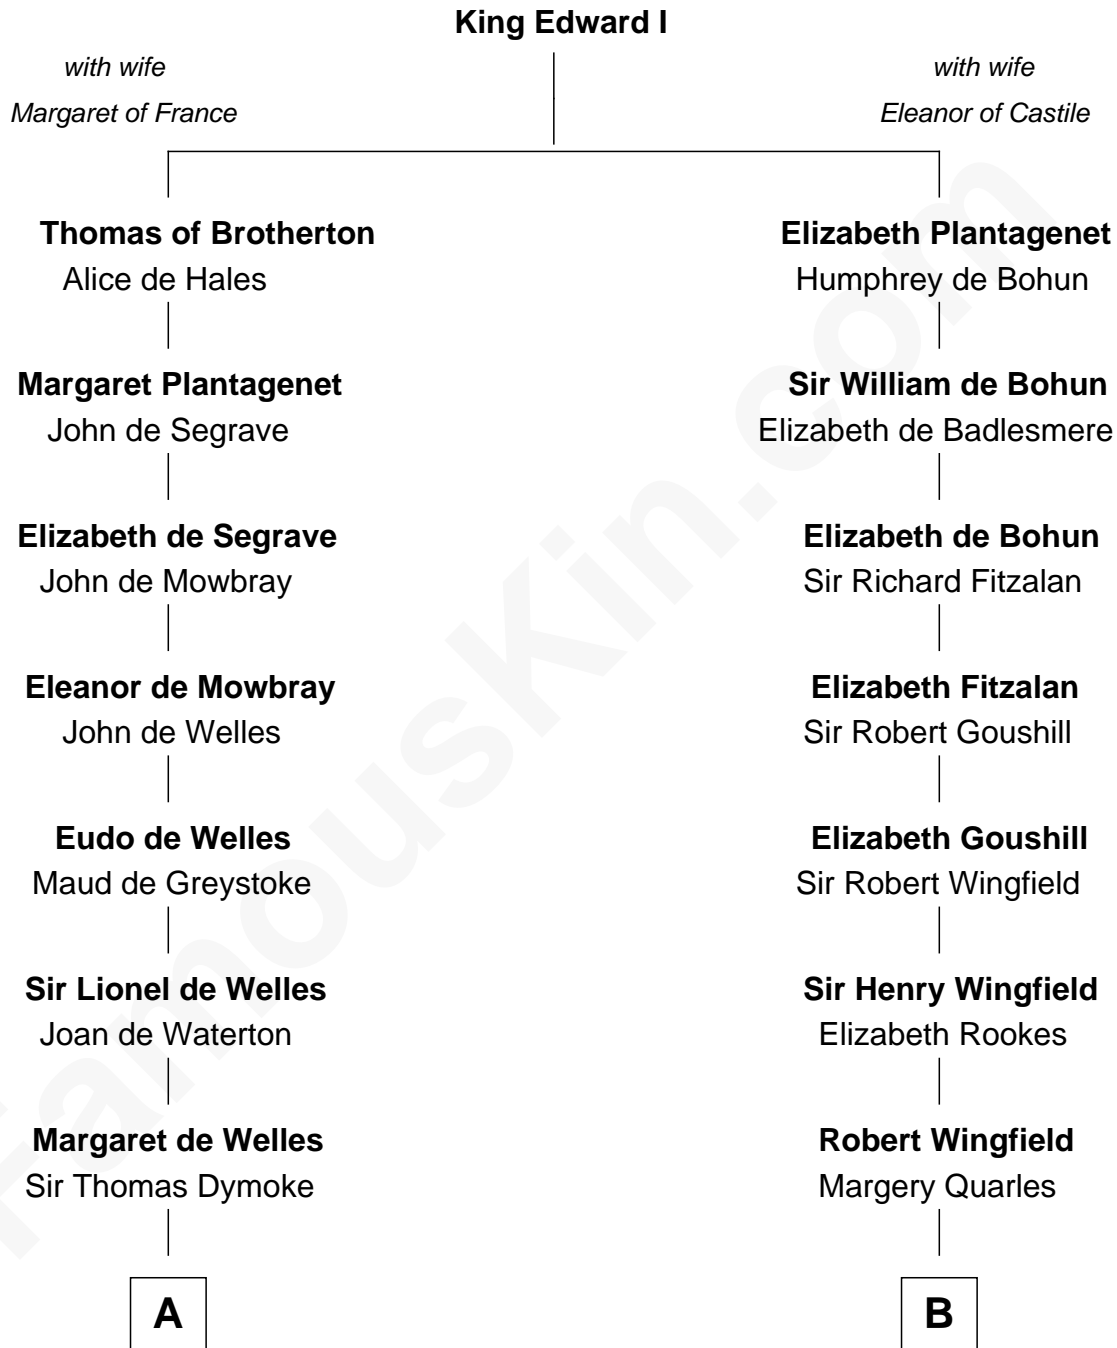 King Edward I
with wife
Margaret of France
with wife
Eleanor of Castile
Thomas of Brotherton
Alice de Hales
Margaret Plantagenet
John de Segrave
Elizabeth de Segrave
John de Mowbray
Eleanor de Mowbray
John de Welles
Eudo de Welles
Maud de Greystoke
Sir Lionel de Welles
Joan de Waterton
Margaret de Welles
Sir Thomas Dymoke
A
Elizabeth Plantagenet
Humphrey de Bohun
Sir William de Bohun
Elizabeth de Badlesmere
Elizabeth de Bohun
Sir Richard Fitzalan
Elizabeth Fitzalan
Sir Robert Goushill
Elizabeth Goushill
Sir Robert Wingfield
Sir Henry Wingfield
Elizabeth Rookes
Robert Wingfield
Margery Quarles
B
FamousKin.com